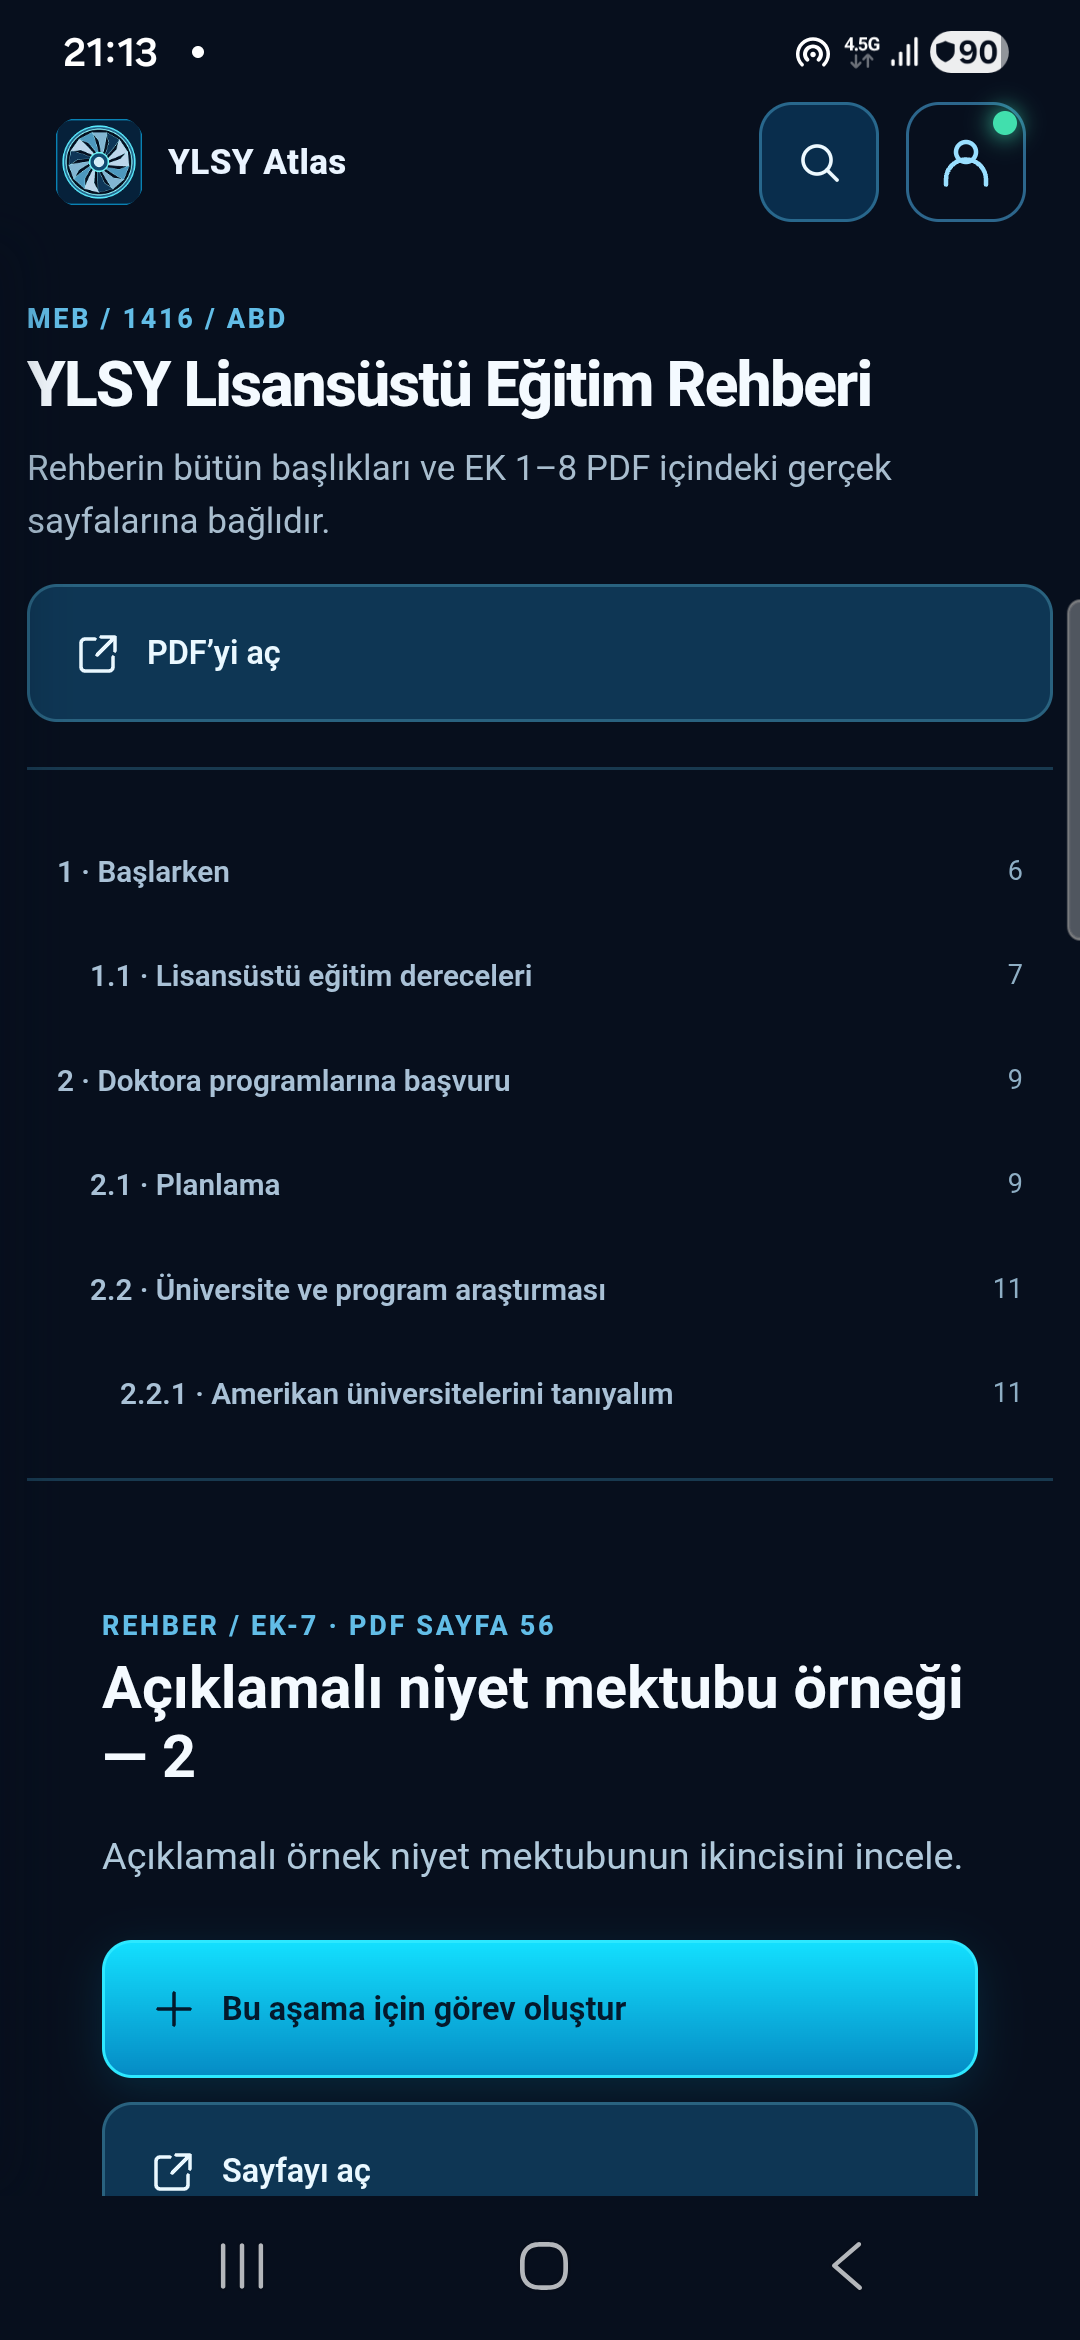 21:13
4.5G
90
YLSY Atlas
MEB / 1416 / ABD
YLSY Lisansüstü Eğitim Rehberi
Rehberin bütün başlıkları ve EK 1–8 PDF içindeki gerçek
sayfalarına bağlıdır.
PDF’yi aç
1 · Başlarken 6
1.1 · Lisansüstü eğitim dereceleri 7
2 · Doktora programlarına başvuru 9
2.1 · Planlama 9
2.2 · Üniversite ve program araştırması 11
2.2.1 · Amerikan üniversitelerini tanıyalım 11
REHBER / EK-7 · PDF SAYFA 56
Açıklamalı niyet mektubu örneği
— 2
Açıklamalı örnek niyet mektubunun ikincisini incele.
Bu aşama için görev oluştur
Sayfayı aç